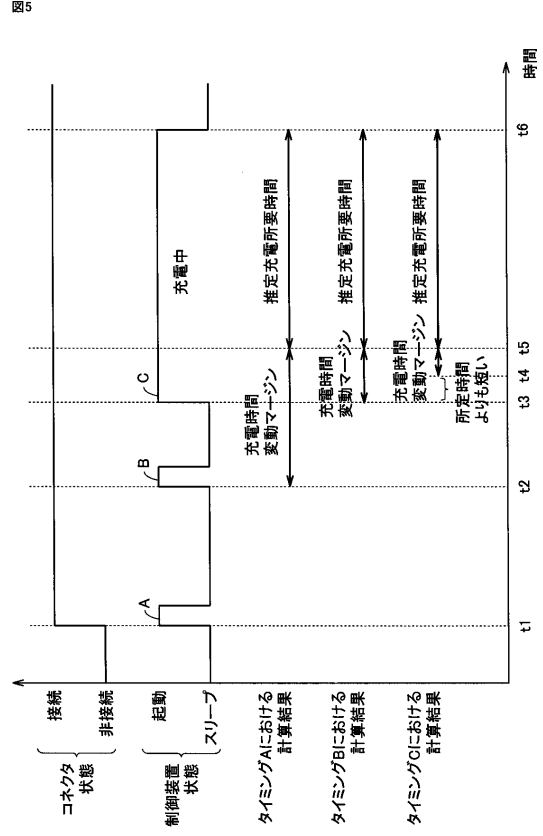 図5
コネクタ
状態
接続
非接続
制御装置
状態
起動
スリープ
A
B
C
充電中
タイミングAにおける
計算結果
充電時間
変動マージン
推定充電所要時間
タイミングBにおける
計算結果
充電時間
変動マージン
推定充電所要時間
タイミングCにおける
計算結果
充電時間
変動マージン
推定充電所要時間
所定時間
よりも短い
t1
t2
t3
t4
t5
t6
時間